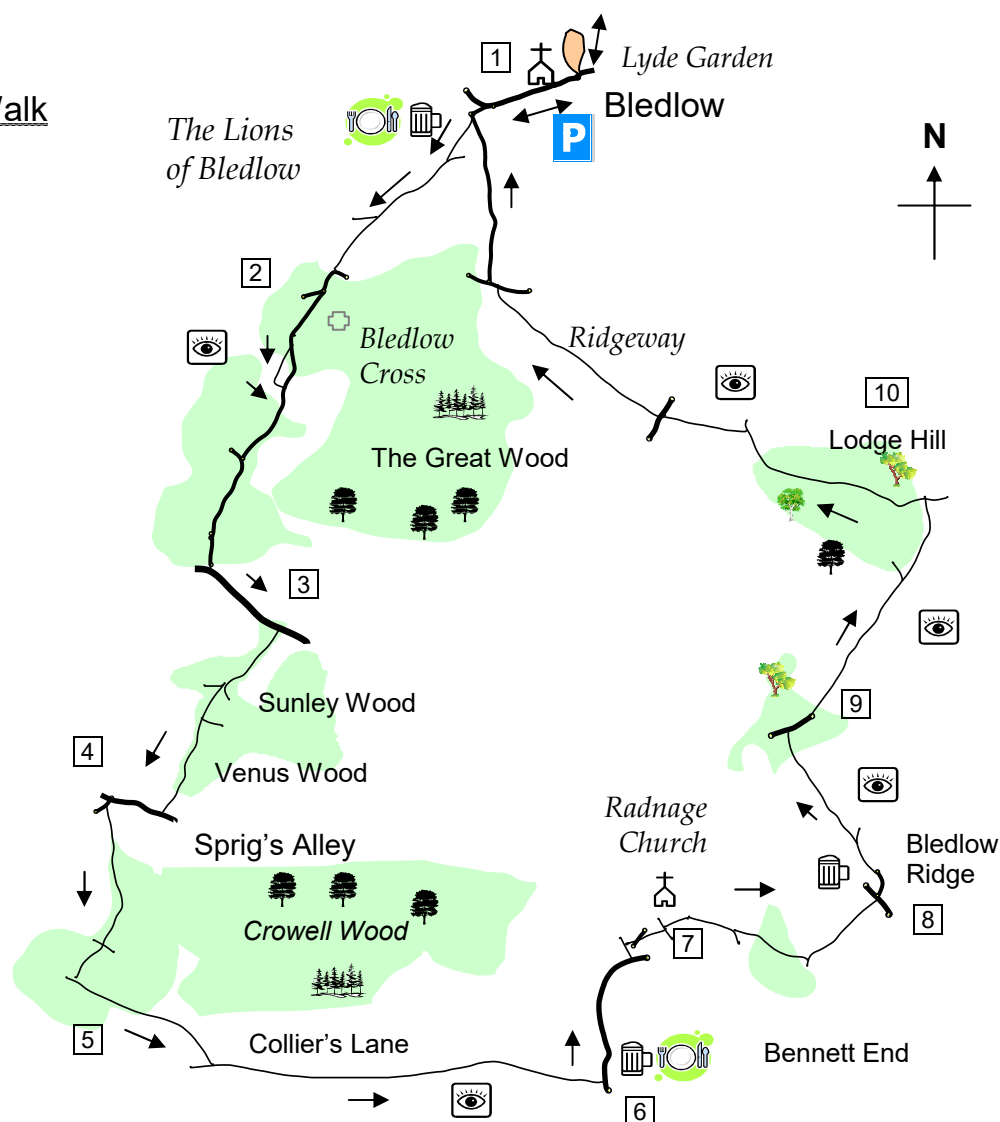 1
Lyde Garden
Bledlow
The Lions
of Bledlow
P
N
2
Bledlow
Cross
Ridgeway
10
Lodge Hill
The Great Wood
3
Sunley Wood
9
4
Venus Wood
Sprig's Alley
Radnage
Church
Bledlow
Ridge
8
Crowell Wood
7
5
Collier's Lane
Bennett End
6